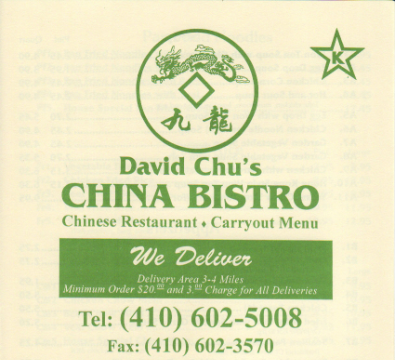 K
九 龍
David Chu's
CHINA BISTRO
Chinese Restaurant ♦ Carryout Menu
We Deliver
Delivery Area 3-4 Miles
Minimum Order $20.00 and 3.00 Charge for All Deliveries
Tel: (410) 602-5008
Fax: (410) 602-3570